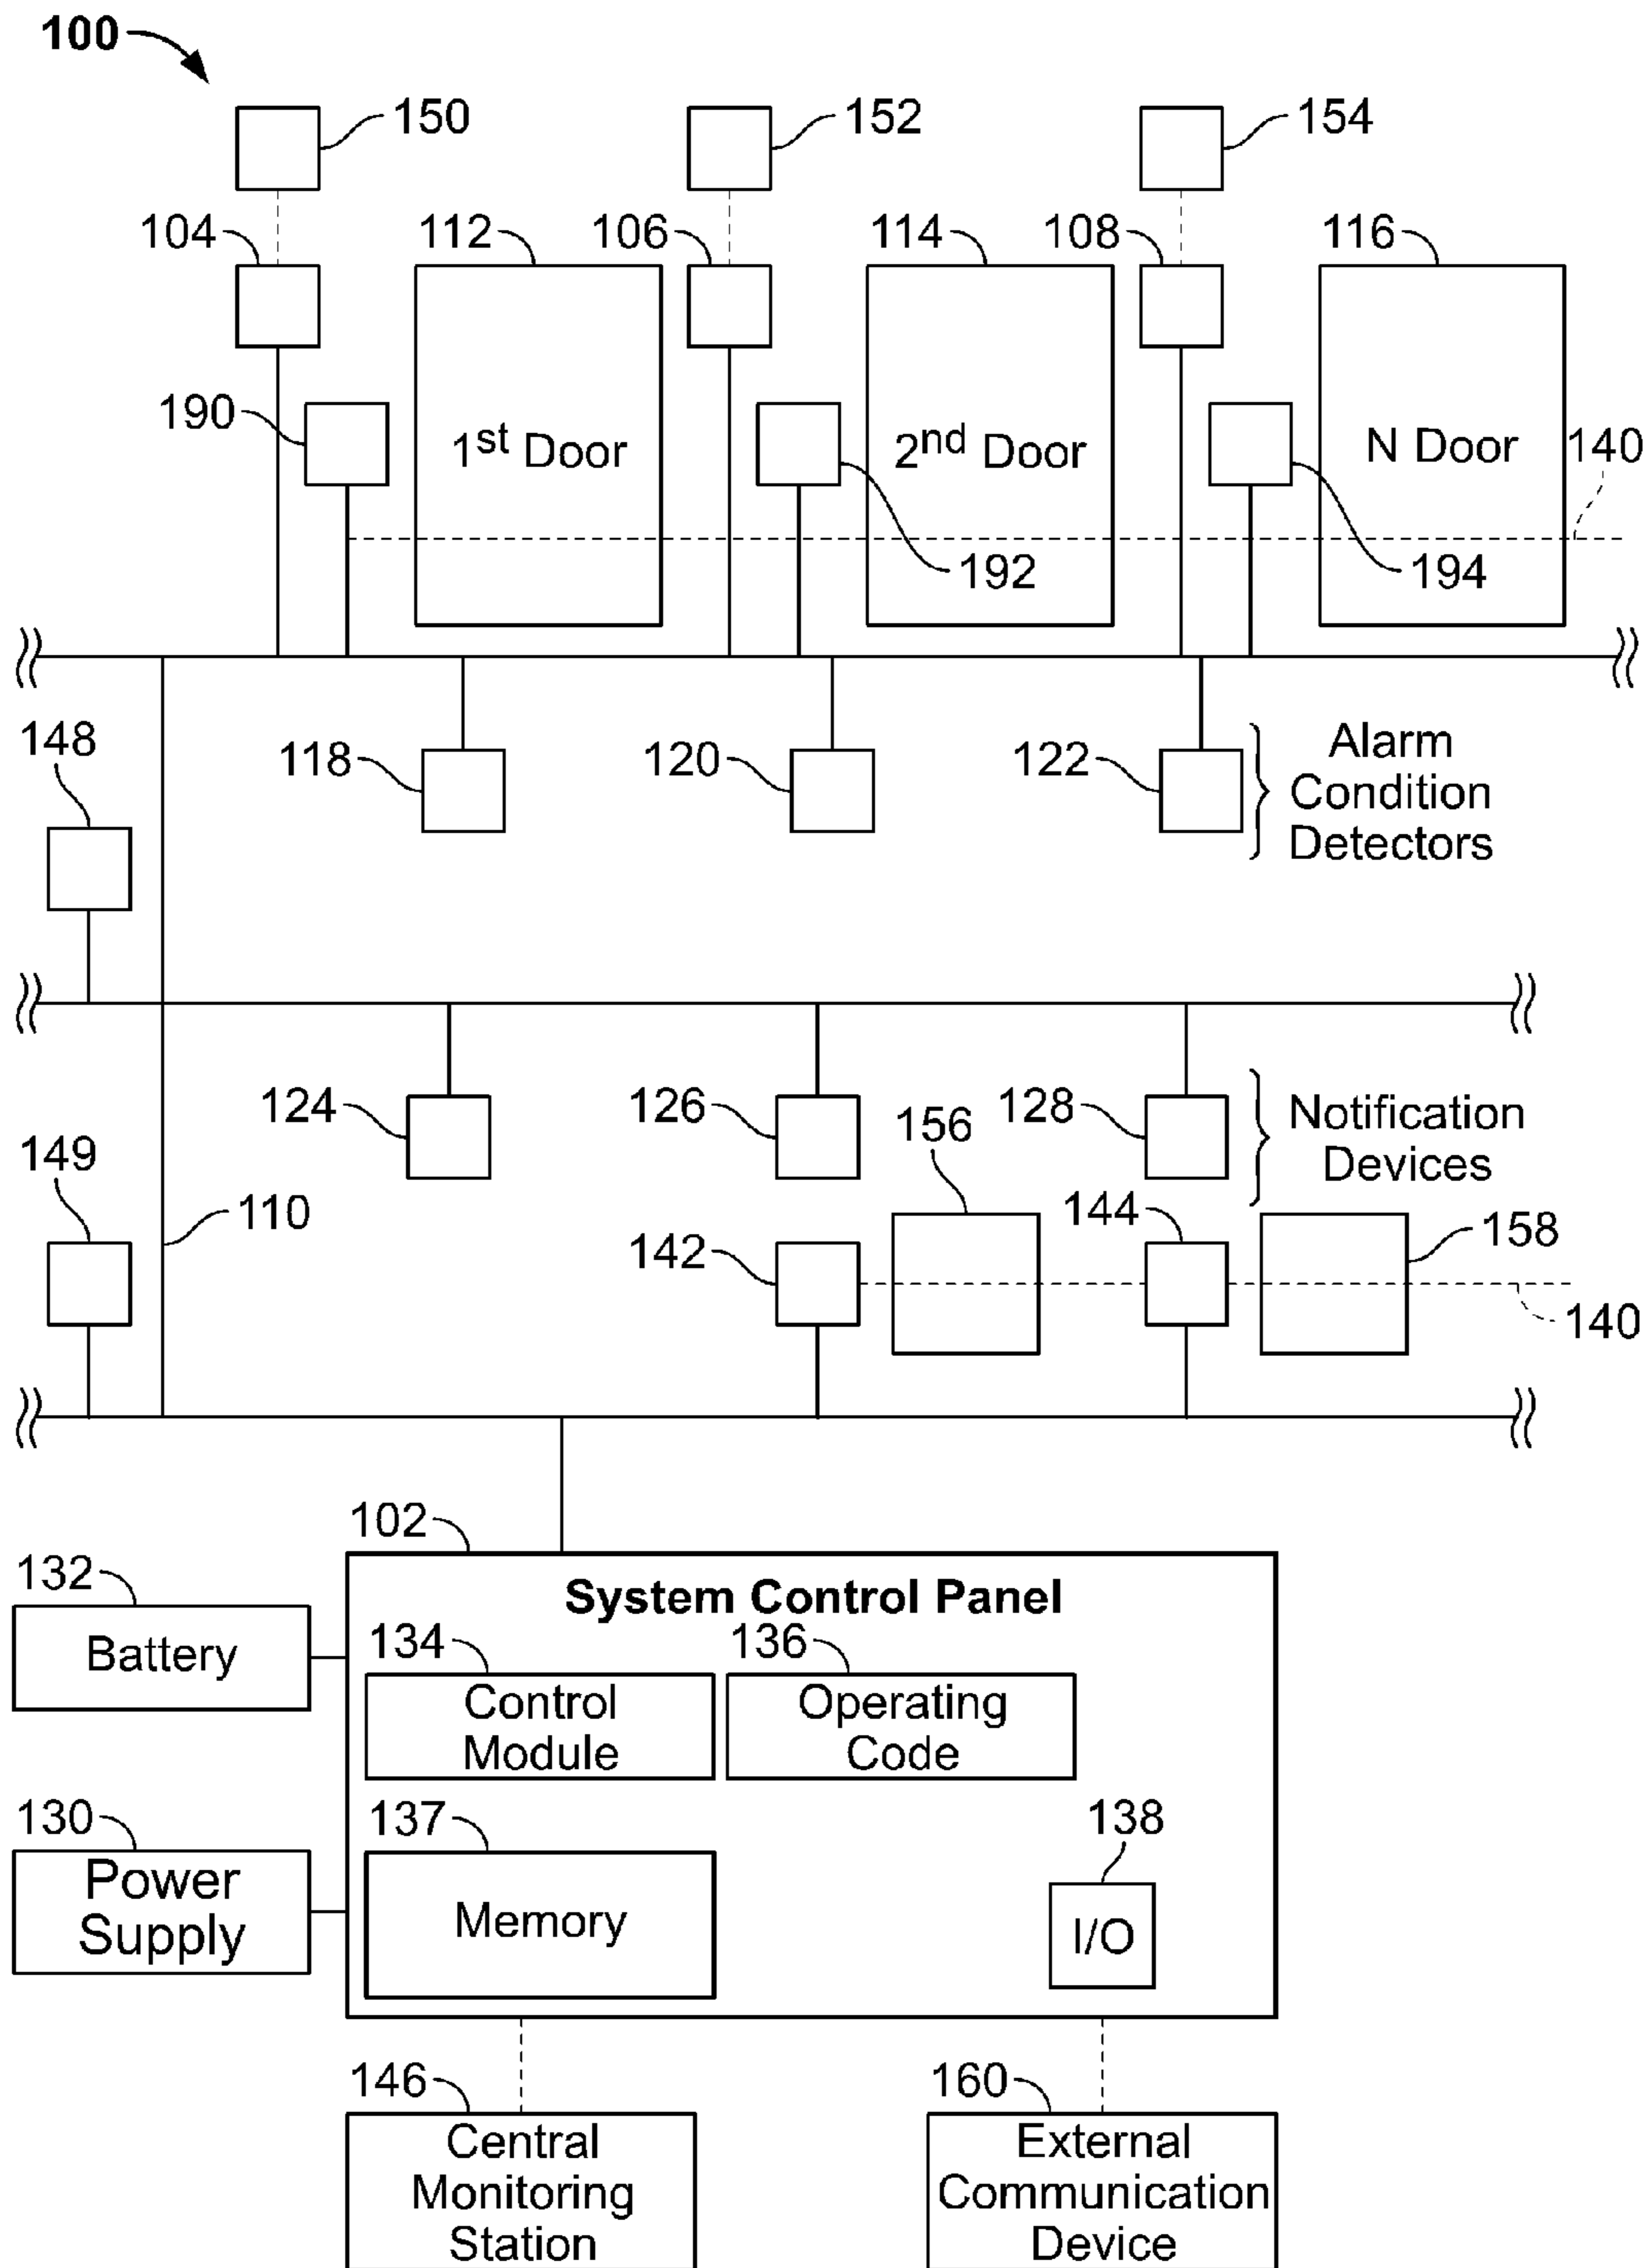 100
150
152
154
104
112
106
114
108
116
190
1st Door
2nd Door
N Door
140
192
194
148
118
120
122
Alarm
Condition
Detectors
124
126
156
128
Notification
Devices
149
110
142
144
158
140
102
132
System Control Panel
Battery
134
136
Control
Module
Operating
Code
130
137
138
Power
Supply
Memory
I/O
146
160
Central
Monitoring
Station
External
Communication
Device